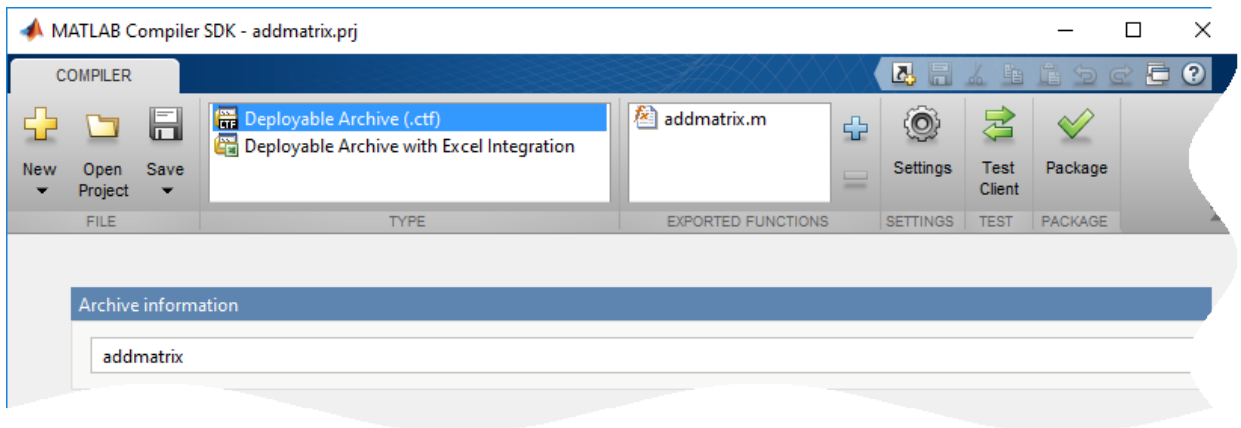 MATLAB Compiler SDK - addmatrix.prj
COMPILER
New
Open
Project
Save
FILE
CTF
Deployable Archive (.ctf)
Deployable Archive with Excel Integration
TYPE
addmatrix.m
EXPORTED FUNCTIONS
Settings
SETTINGS
Test
Client
TEST
Package
PACKAGE
Archive information
addmatrix